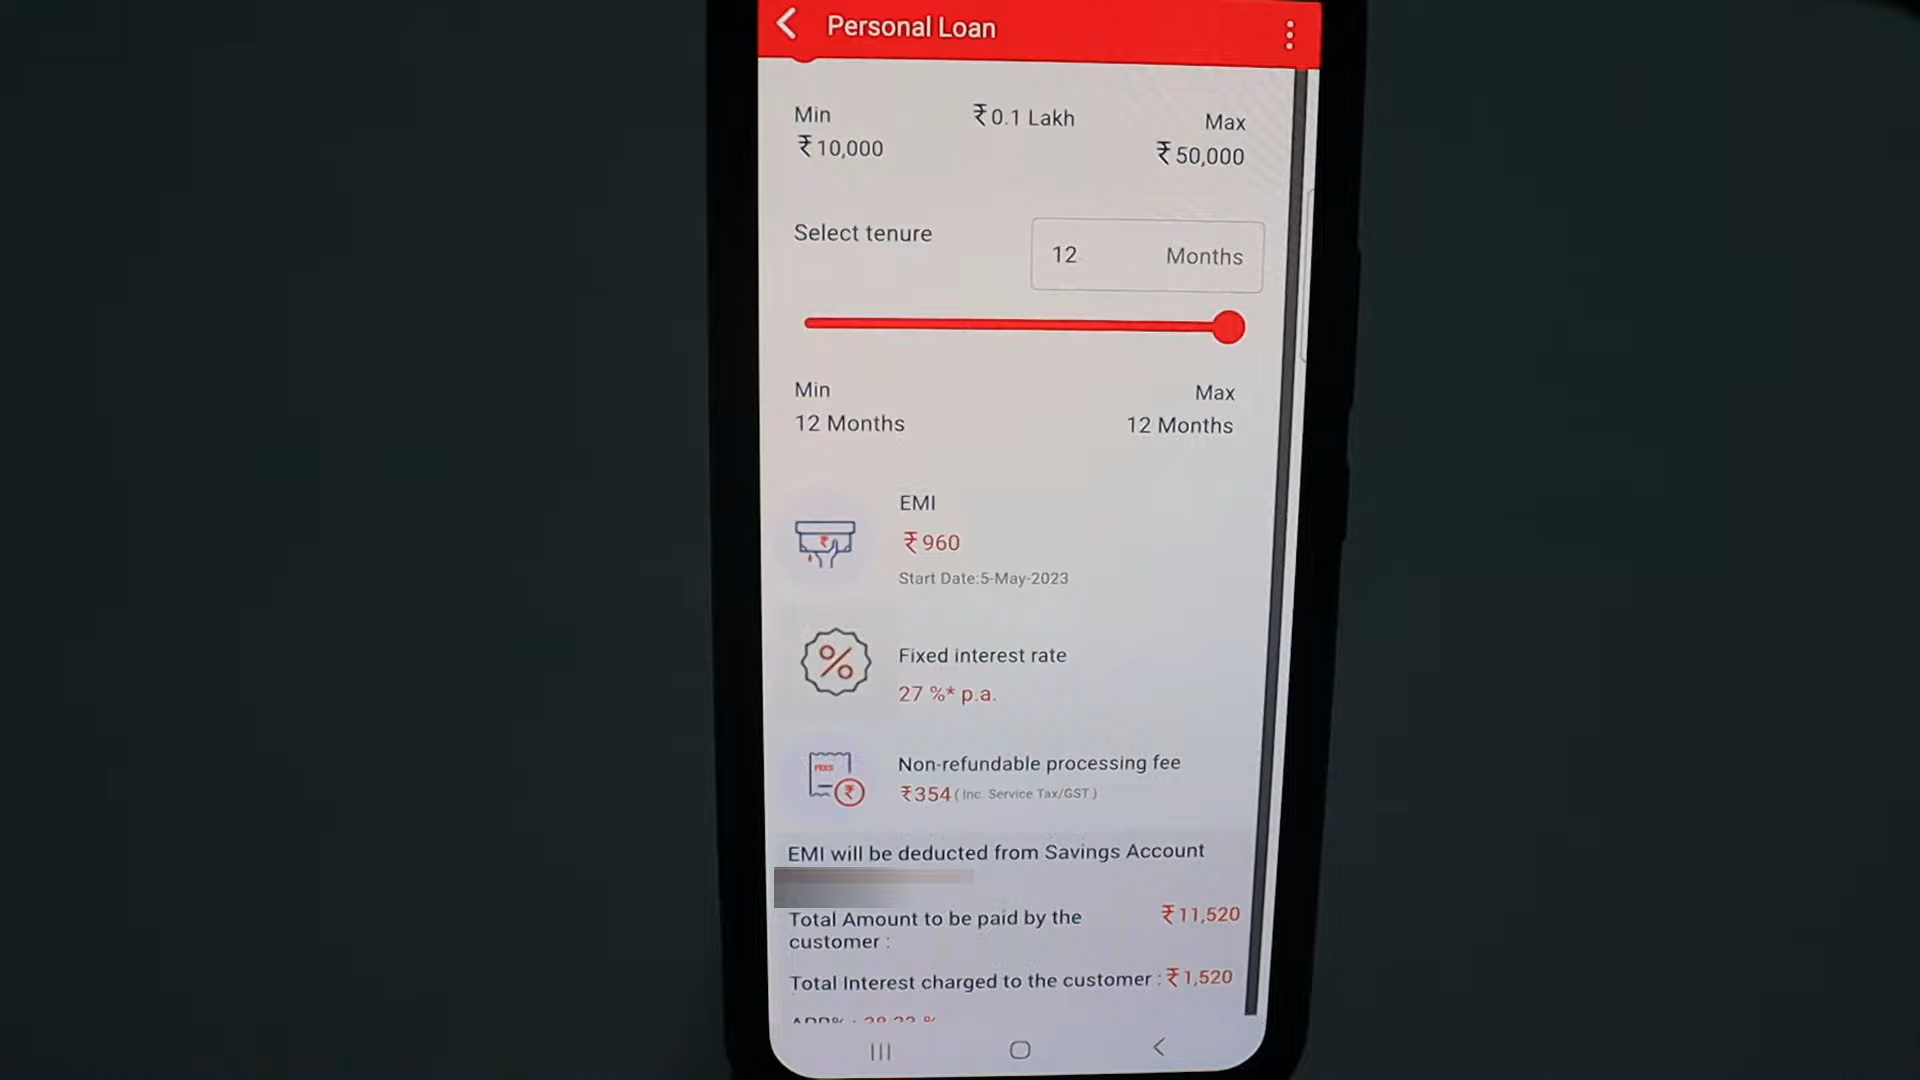 Personal Loan
Min ₹0.1 Lakh Max
₹10,000 ₹50,000
Select tenure
12 Months
Min Max
12 Months 12 Months
EMI
₹960
Start Date:5-May-2023
Fixed interest rate
27 %* p.a.
FEES
Non-refundable processing fee
₹354 ( Inc. Service Tax/GST )
EMI will be deducted from Savings Account
Total Amount to be paid by the ₹11,520
customer :
Total Interest charged to the customer : ₹1,520